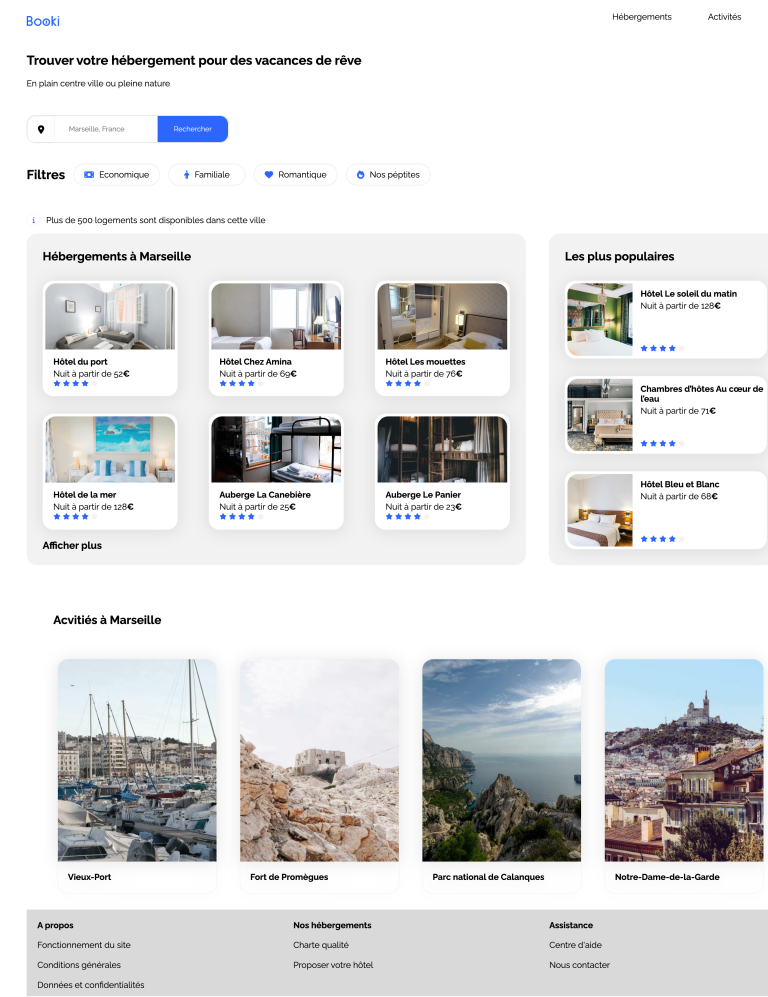 Booki
Hébergements
Activités
Trouver votre hébergement pour des vacances de rêve
En plain centre ville ou pleine nature
Marseille, France
Rechercher
Filtres
Economique
Familiale
Romantique
Nos péptites
Plus de 500 logements sont disponibles dans cette ville
Hébergements à Marseille
Hôtel du port
Nuit à partir de 52€
Hôtel Chez Amina
Nuit à partir de 69€
Hôtel Les mouettes
Nuit à partir de 76€
Hôtel de la mer
Nuit à partir de 128€
Auberge La Canebière
Nuit à partir de 25€
Auberge Le Panier
Nuit à partir de 23€
Afficher plus
Les plus populaires
Hôtel Le soleil du matin
Nuit à partir de 128€
Chambres d'hôtes Au cœur de
l'eau
Nuit à partir de 71€
Hôtel Bleu et Blanc
Nuit à partir de 68€
Acvitiés à Marseille
Vieux-Port
Fort de Promègues
Parc national de Calanques
Notre-Dame-de-la-Garde
A propos
Fonctionnement du site
Conditions générales
Données et confidentialités
Nos hébergements
Charte qualité
Proposer votre hôtel
Assistance
Centre d'aide
Nous contacter